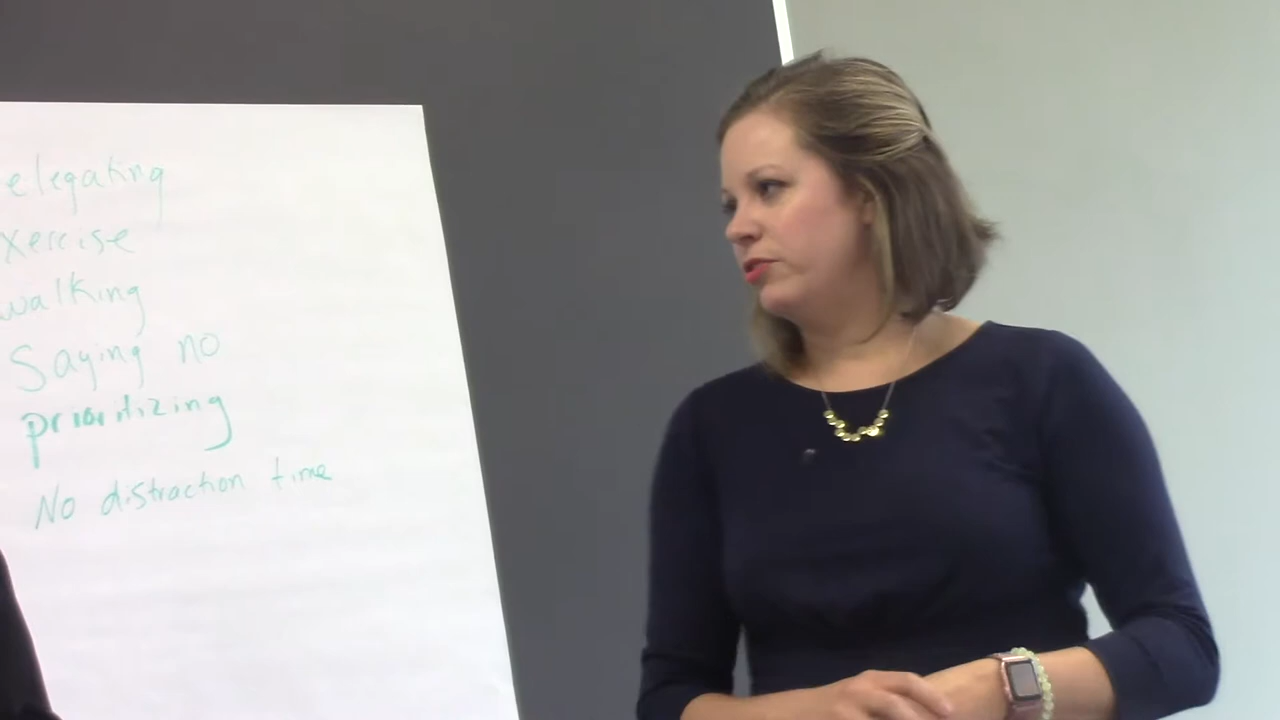 elegating
xercise
walking
Saying no
prioritizing
No distraction time